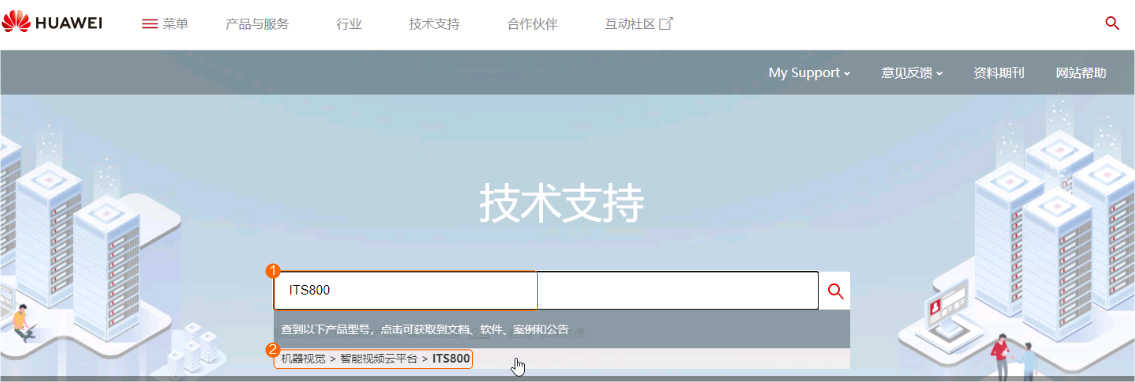 HUAWEI 菜单 产品与服务 行业 技术支持 合作伙伴 互动社区
My Support 意见反馈 资料期刊 网站帮助
技术支持
1
ITS800
查到以下产品型号，点击可获取到文档、软件、案例和公告
2
机器视觉 > 智能视频云平台 > ITS800